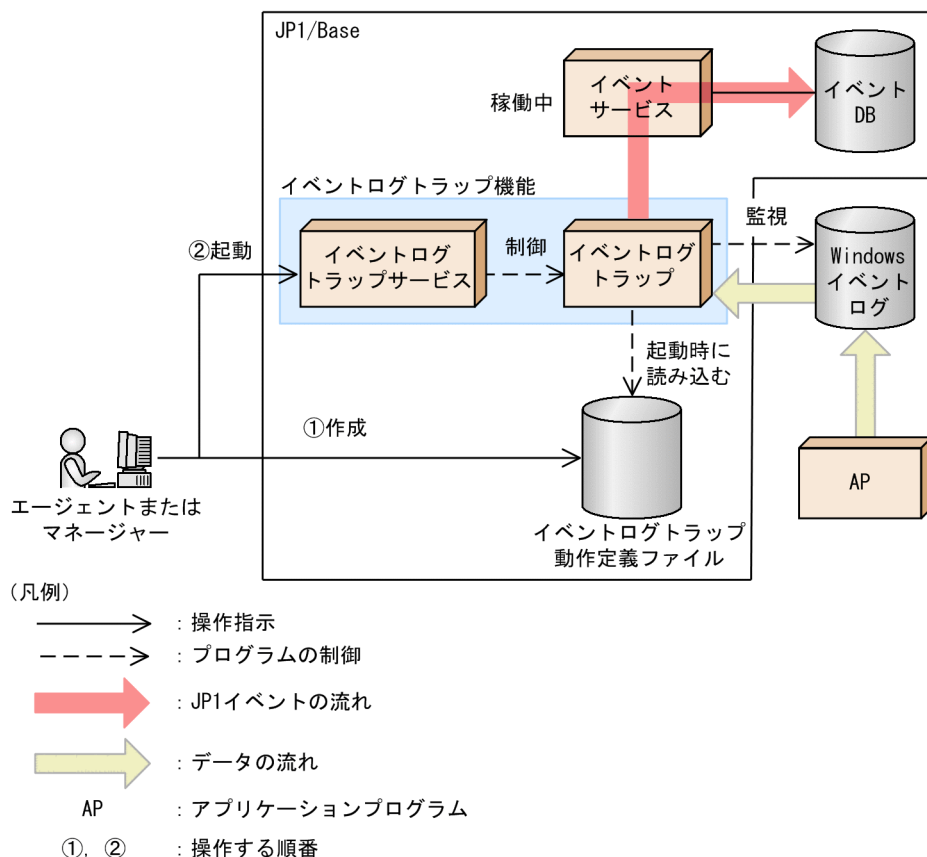 JP1/Base
イベント
サービス
稼働中
イベント
DB
イベントログトラップ機能
監視
②起動
イベントログ
トラップサービス
制御
イベントログ
トラップ
Windows
イベント
ログ
起動時に
読み込む
①作成
AP
エージェントまたは
マネージャー
イベントログトラップ
動作定義ファイル
(凡例)
：操作指示
：プログラムの制御
：JP1イベントの流れ
：データの流れ
AP ：アプリケーションプログラム
①，② ：操作する順番